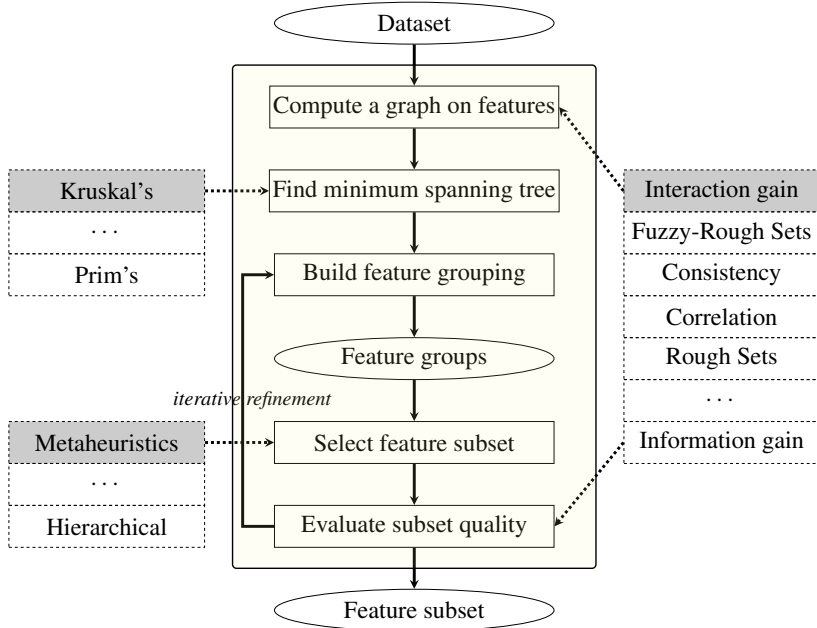 Dataset
Compute a graph on features
Kruskal's
Find minimum spanning tree
Interaction gain
· · ·
Fuzzy-Rough Sets
Prim's
Build feature grouping
Consistency
Correlation
Feature groups
Rough Sets
iterative refinement
· · ·
Metaheuristics
Select feature subset
Information gain
· · ·
Hierarchical
Evaluate subset quality
Feature subset